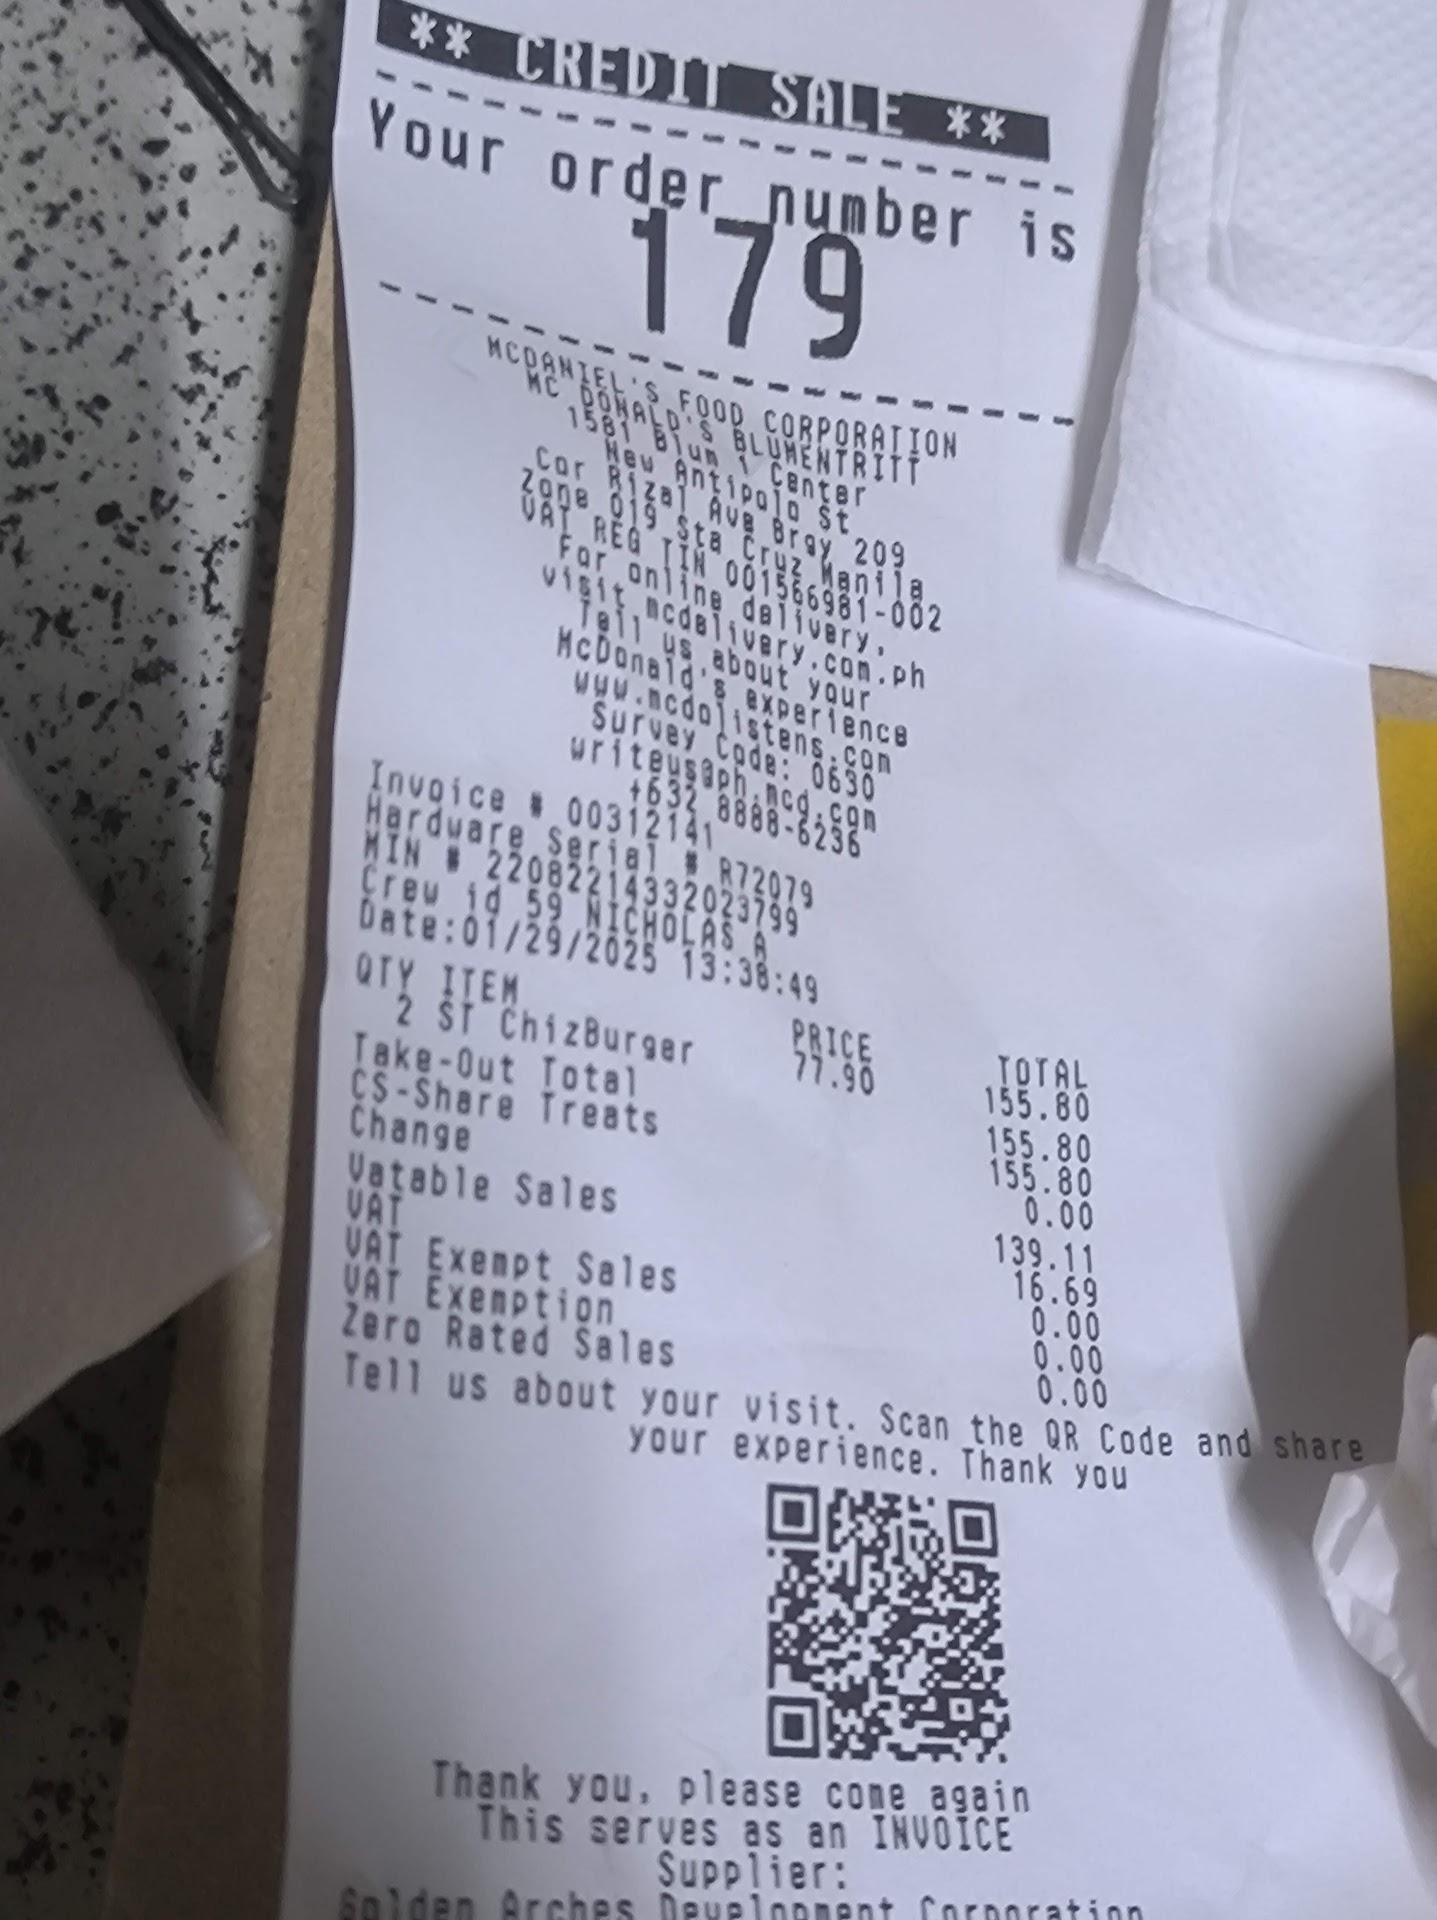 ** CREDIT SALE **
Your order number is
179
MCDANIEL'S FOOD CORPORATION
MC DONALD'S BLUMENTRITT
1581 Blum 1 Center
New Antipolo St
Cor Rizal Ave Brgy 209
Zone 019 Sta Cruz Manila
VAT REG TIN 001566981-002
For online delivery,
visit mcdelivery.com.ph
Tell us about your
McDonald's experience
www.mcdolistens.com
Survey Code: 0630
writeus@ph.mcd.com
+632 8888-6236
Invoice # 00312141
Hardware Serial # R72079
MIN # 22082214332023799
Crew id 59 NICHOLAS A
Date:01/29/2025 13:38:49
QTY ITEM PRICE TOTAL
2 ST ChizBurger 77.90 155.80
Take-Out Total 155.80
CS-Share Treats 155.80
Change 0.00
Vatable Sales 139.11
VAT 16.69
VAT Exempt Sales 0.00
VAT Exemption 0.00
Zero Rated Sales 0.00
Tell us about your visit. Scan the QR Code and share
your experience. Thank you
Thank you, please come again
This serves as an INVOICE
Supplier:
Golden Arches Development Corporation